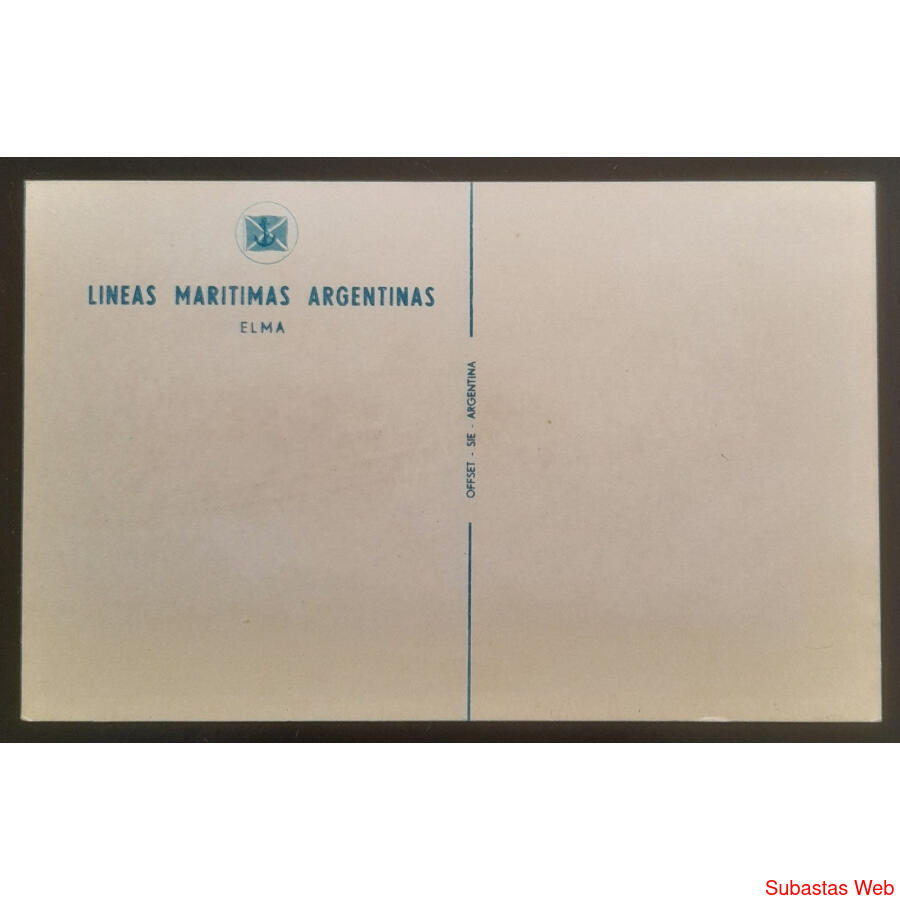 LINEAS MARITIMAS ARGENTINAS
ELMA
OFFSET - SIE - ARGENTINA
Subastas Web